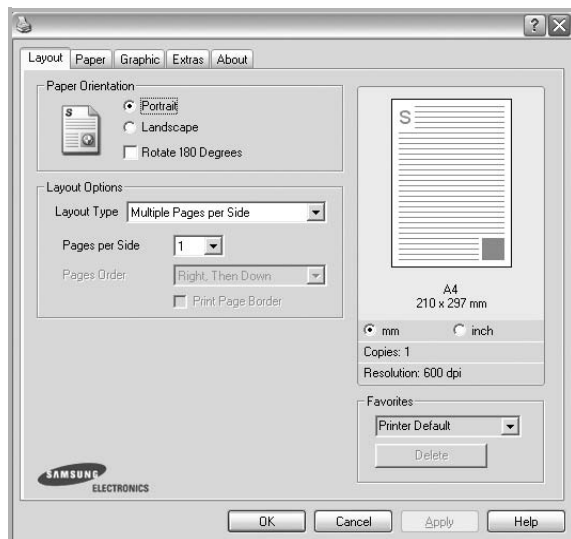 Layout Paper Graphic Extras About
Paper Orientation
S
Portrait
Landscape
Rotate 180 Degrees
Layout Options
Layout Type Multiple Pages per Side
Pages per Side 1
Pages Order Right, Then Down
Print Page Border
S
A4
210 x 297 mm
mm inch
Copies: 1
Resolution: 600 dpi
Favorites
Printer Default
Delete
SAMSUNG
ELECTRONICS
OK Cancel Apply Help